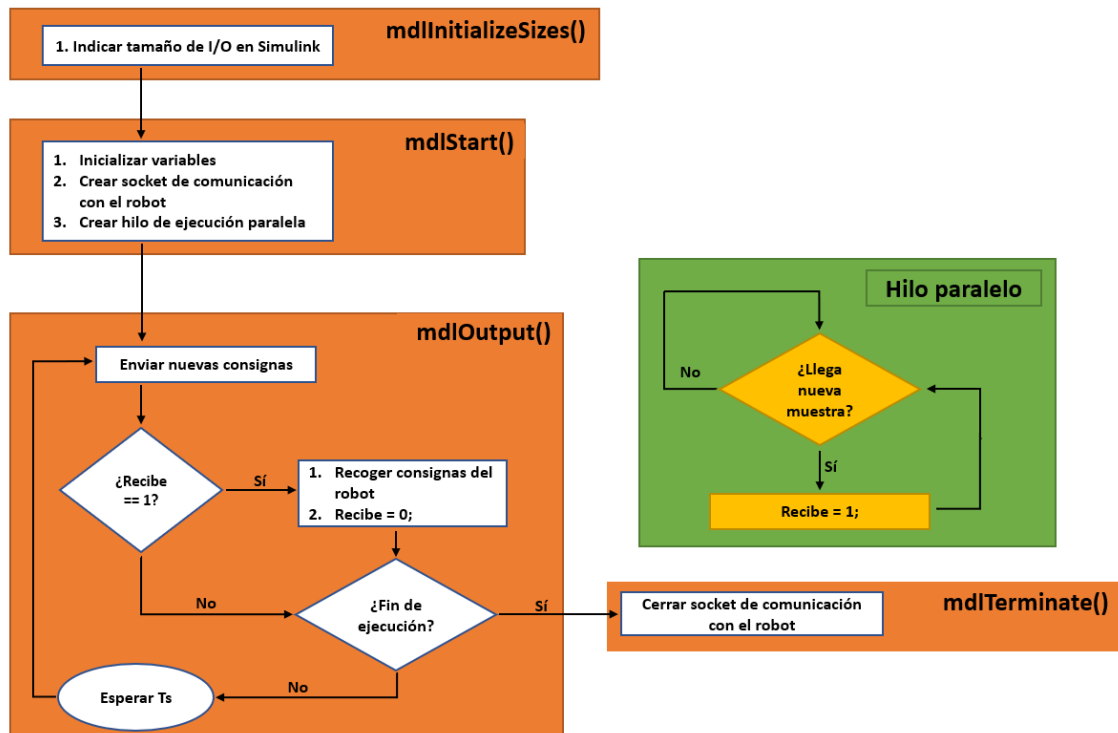 mdlInitializeSizes()
1. Indicar tamaño de I/O en Simulink
mdlStart()
1. Inicializar variables
2. Crear socket de comunicación
con el robot
3. Crear hilo de ejecución paralela
Hilo paralelo
¿Llega
nueva
muestra?
No
Sí
Recibe = 1;
mdlOutput()
Enviar nuevas consignas
¿Recibe
== 1?
Sí
1. Recoger consignas del
robot
2. Recibe = 0;
No
¿Fin de
ejecución?
Sí
No
Esperar Ts
mdlTerminate()
Cerrar socket de comunicación
con el robot